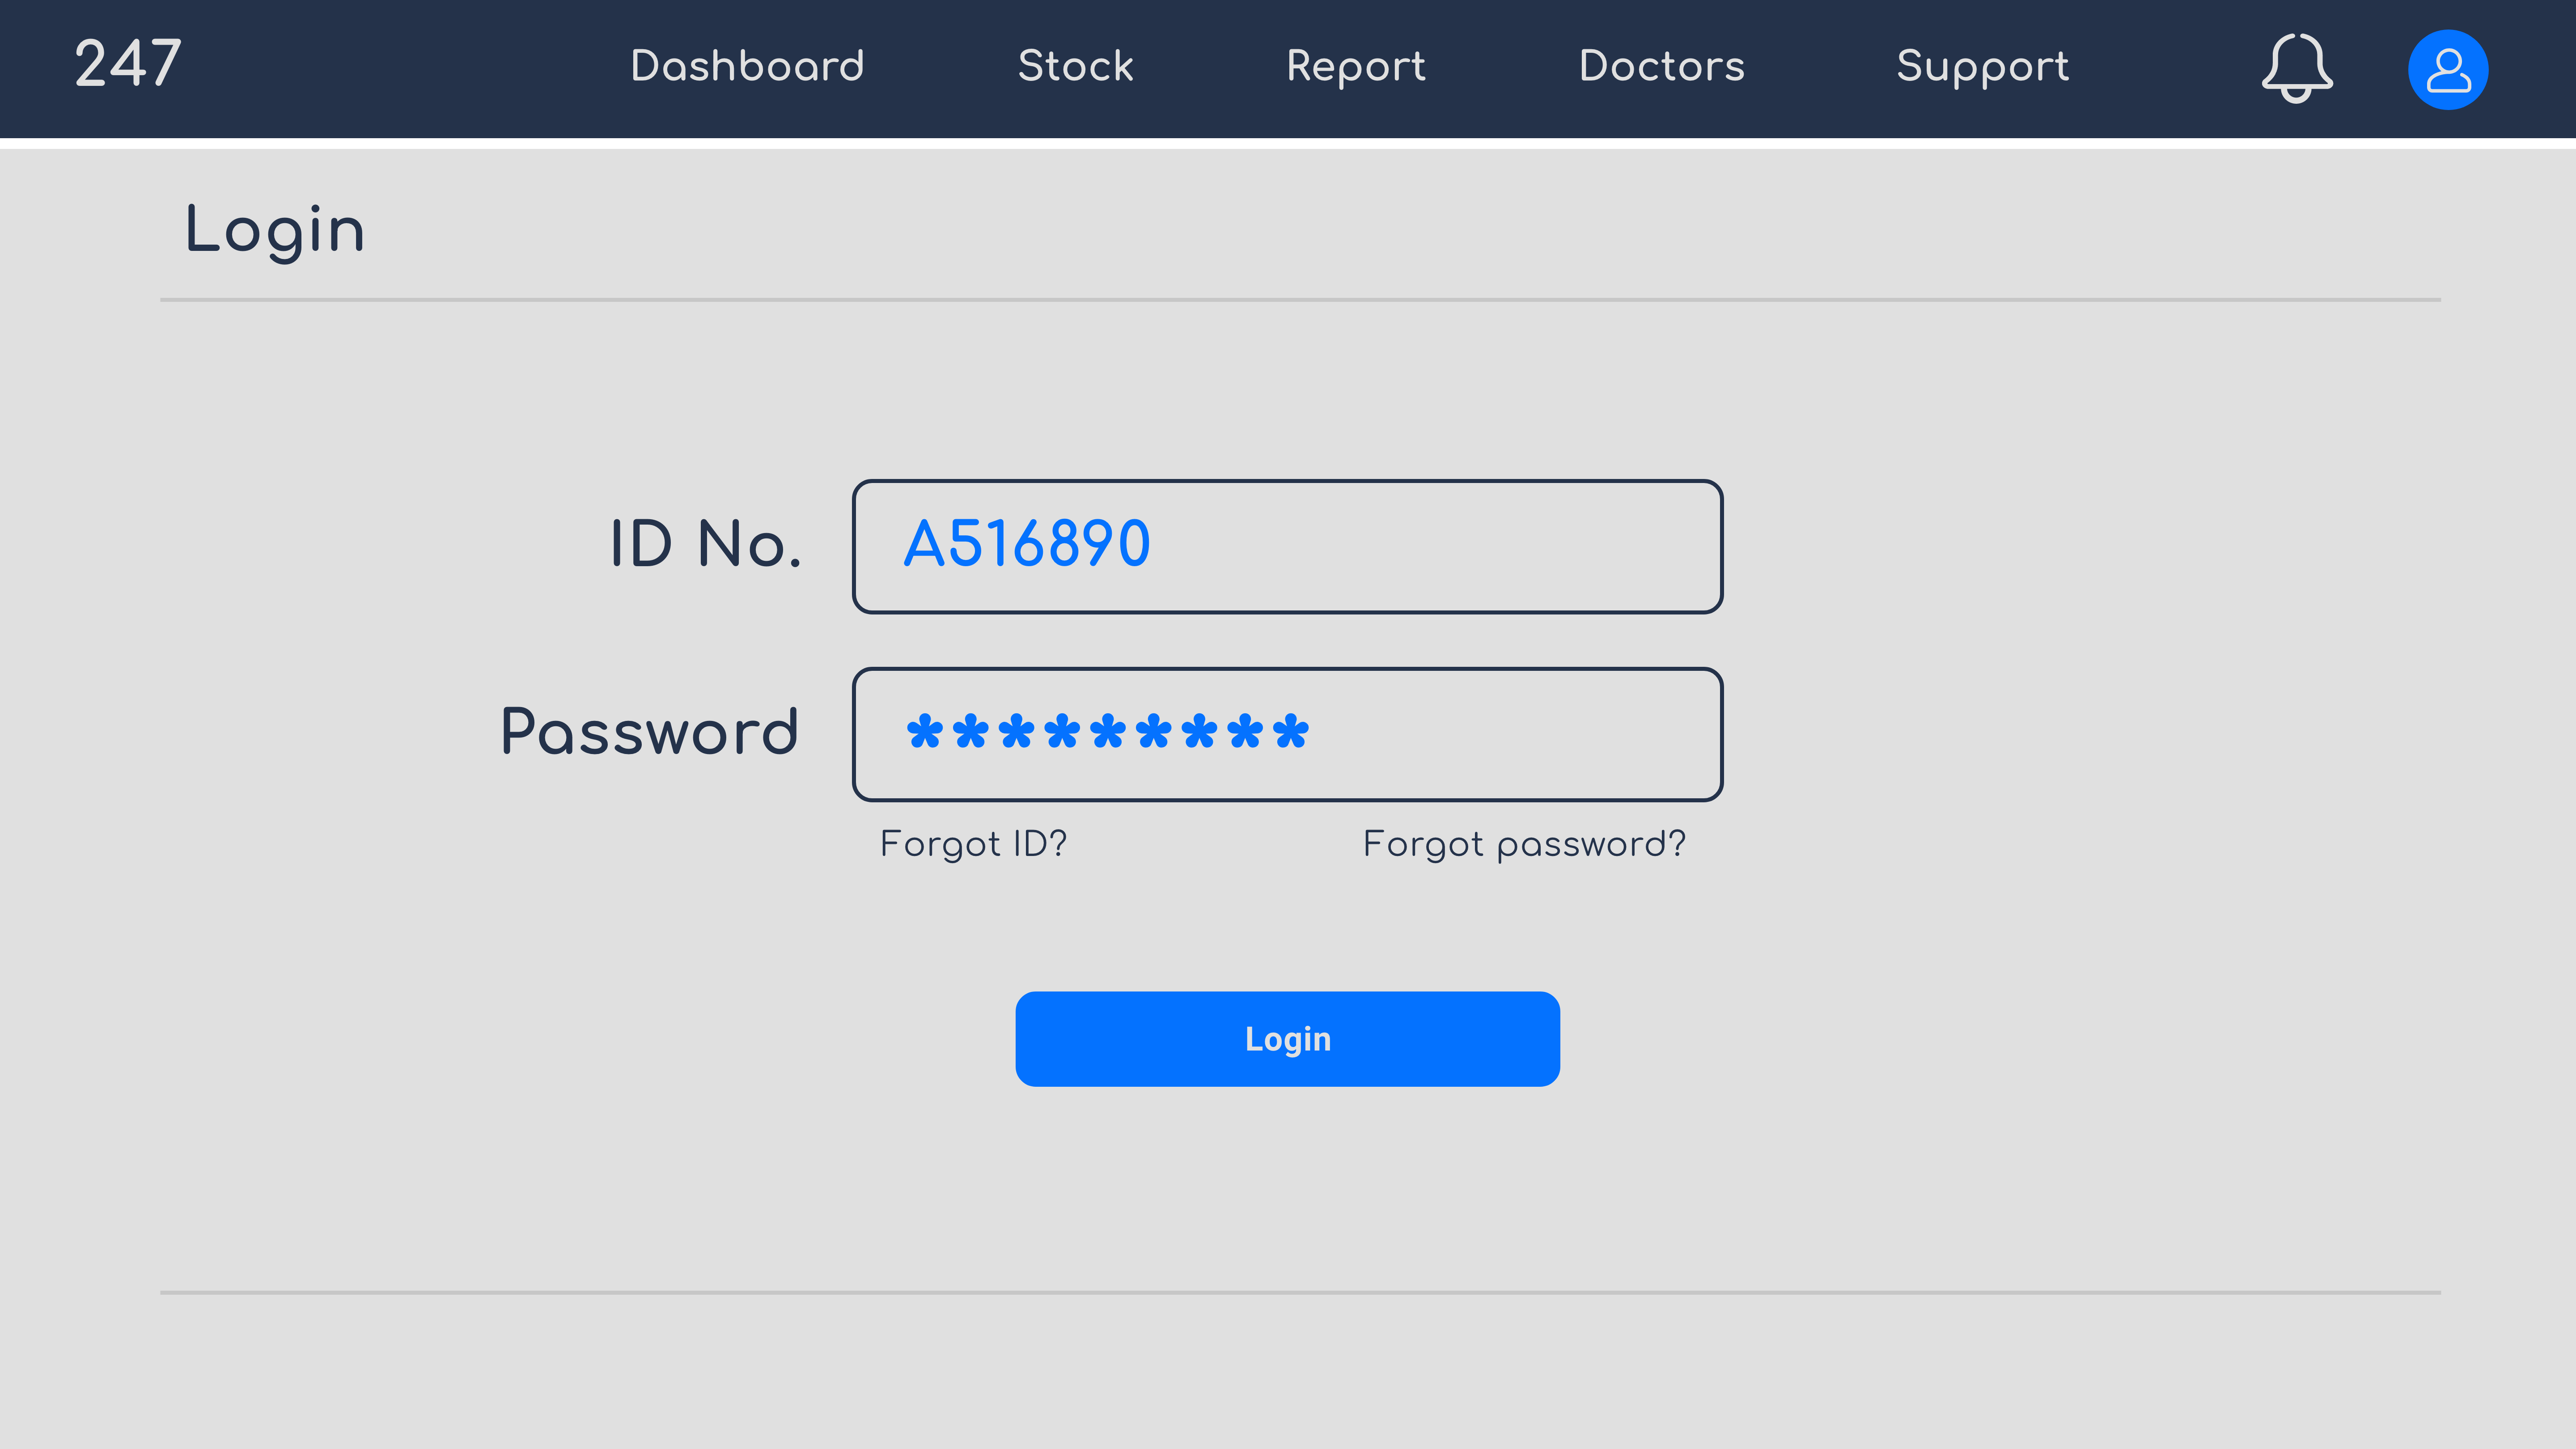 247 Dashboard Stock Report Doctors Support
Login
ID No. A516890
Password *********
Forgot ID? Forgot password?
Login